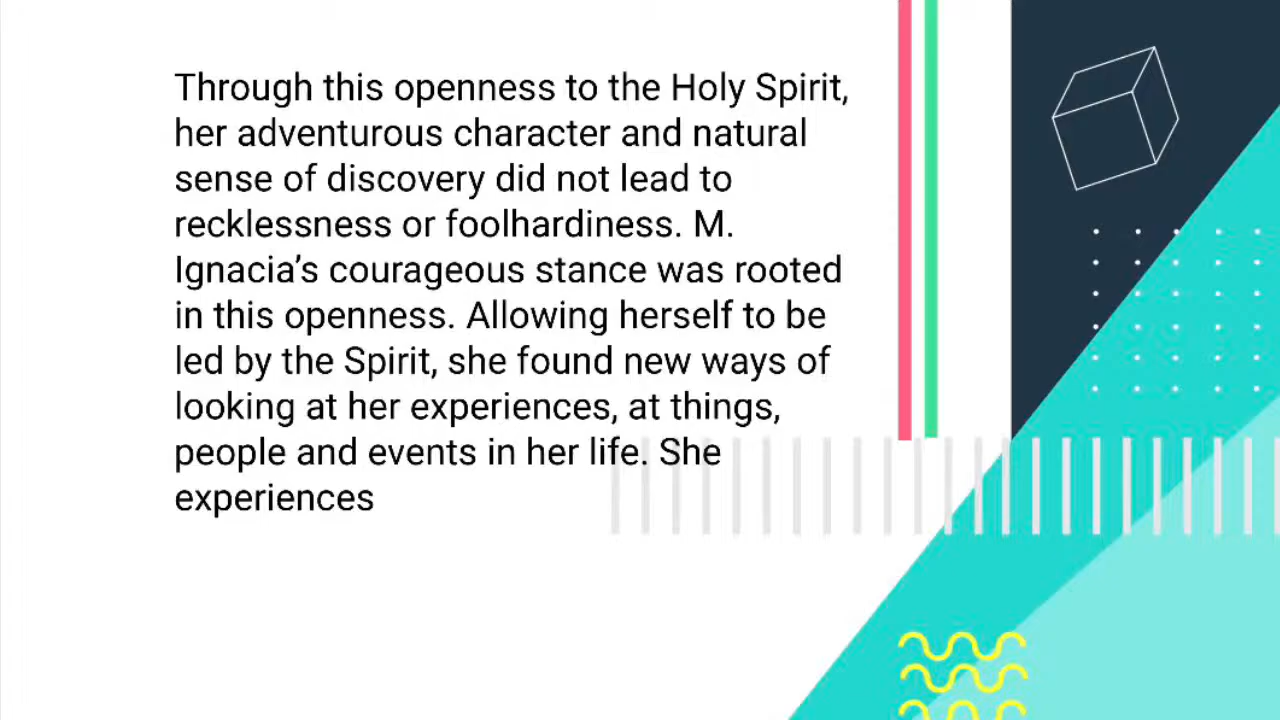 Through this openness to the Holy Spirit,
her adventurous character and natural
sense of discovery did not lead to
recklessness or foolhardiness. M.
Ignacia’s courageous stance was rooted
in this openness. Allowing herself to be
led by the Spirit, she found new ways of
looking at her experiences, at things,
people and events in her life. She
experiences